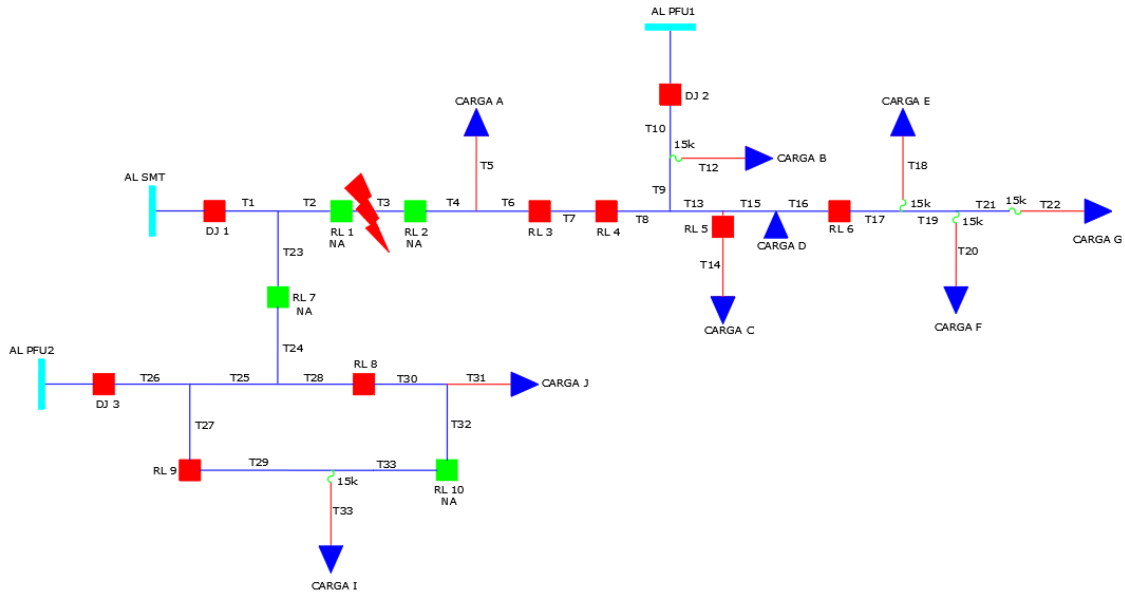 AL PFU1
DJ 2
CARGA A
CARGA E
T10
15k
CARGA B
T12
T5
T18
AL SMT
T9
T1
T2
T3
T4
T6
T7
T8
T13
T15
T16
T17
15k
T19
T21
15k
T22
DJ 1
RL 1
NA
RL 2
NA
RL 3
RL 4
RL 5
CARGA D
RL 6
15k
CARGA G
T23
T14
T20
RL 7
NA
CARGA C
CARGA F
T24
AL PFU2
RL 8
T26
T25
T28
T30
T31
CARGA J
DJ 3
T27
T32
RL 9
T29
T33
15k
RL 10
NA
T33
CARGA I